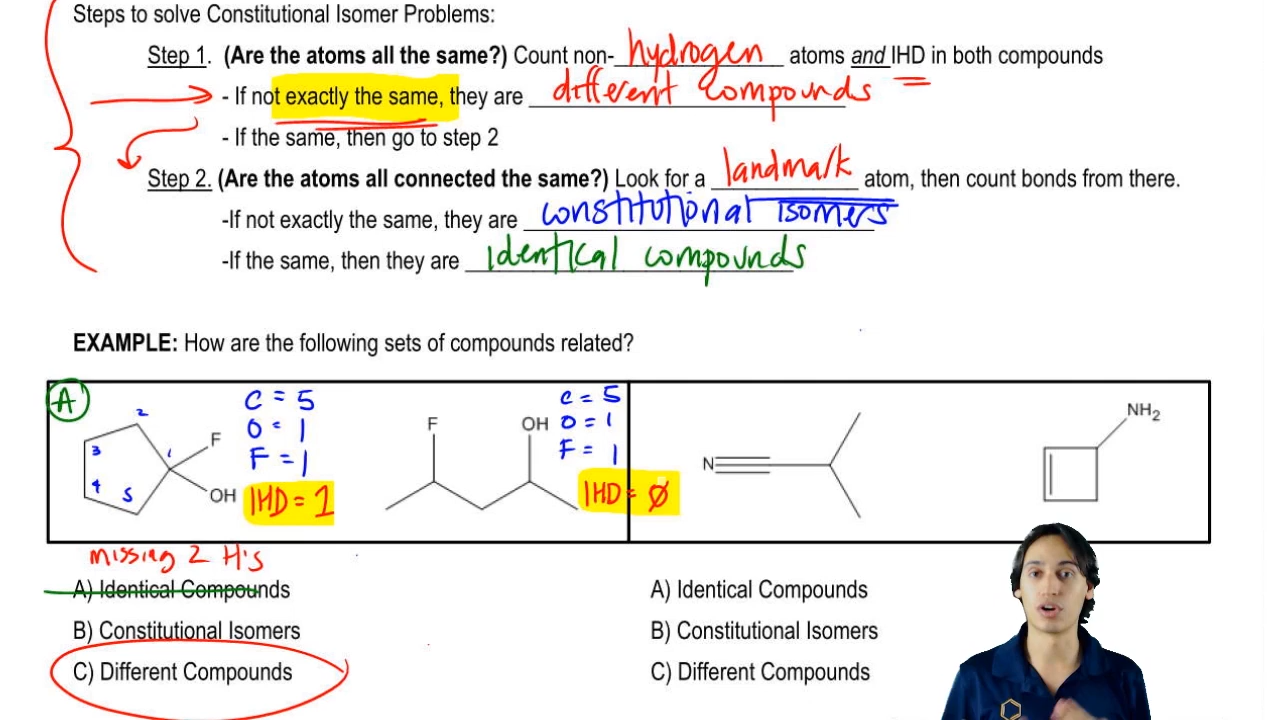 Steps to solve Constitutional Isomer Problems:
Step 1. (Are the atoms all the same?) Count non-hydrogen atoms and IHD in both compounds
- If not exactly the same, they are different compounds
- If the same, then go to step 2
Step 2. (Are the atoms all connected the same?) Look for a landmark atom, then count bonds from there.
-If not exactly the same, they are constitutional isomers
-If the same, then they are identical compounds
EXAMPLE: How are the following sets of compounds related?
A
1
2
3
4
5
F
OH
C = 5
O = 1
F = 1
IHD = 1
F
OH
C = 5
O = 1
F = 1
IHD = ∅
N
NH2
missing 2 H's
A) Identical Compounds
B) Constitutional Isomers
C) Different Compounds
A) Identical Compounds
B) Constitutional Isomers
C) Different Compounds